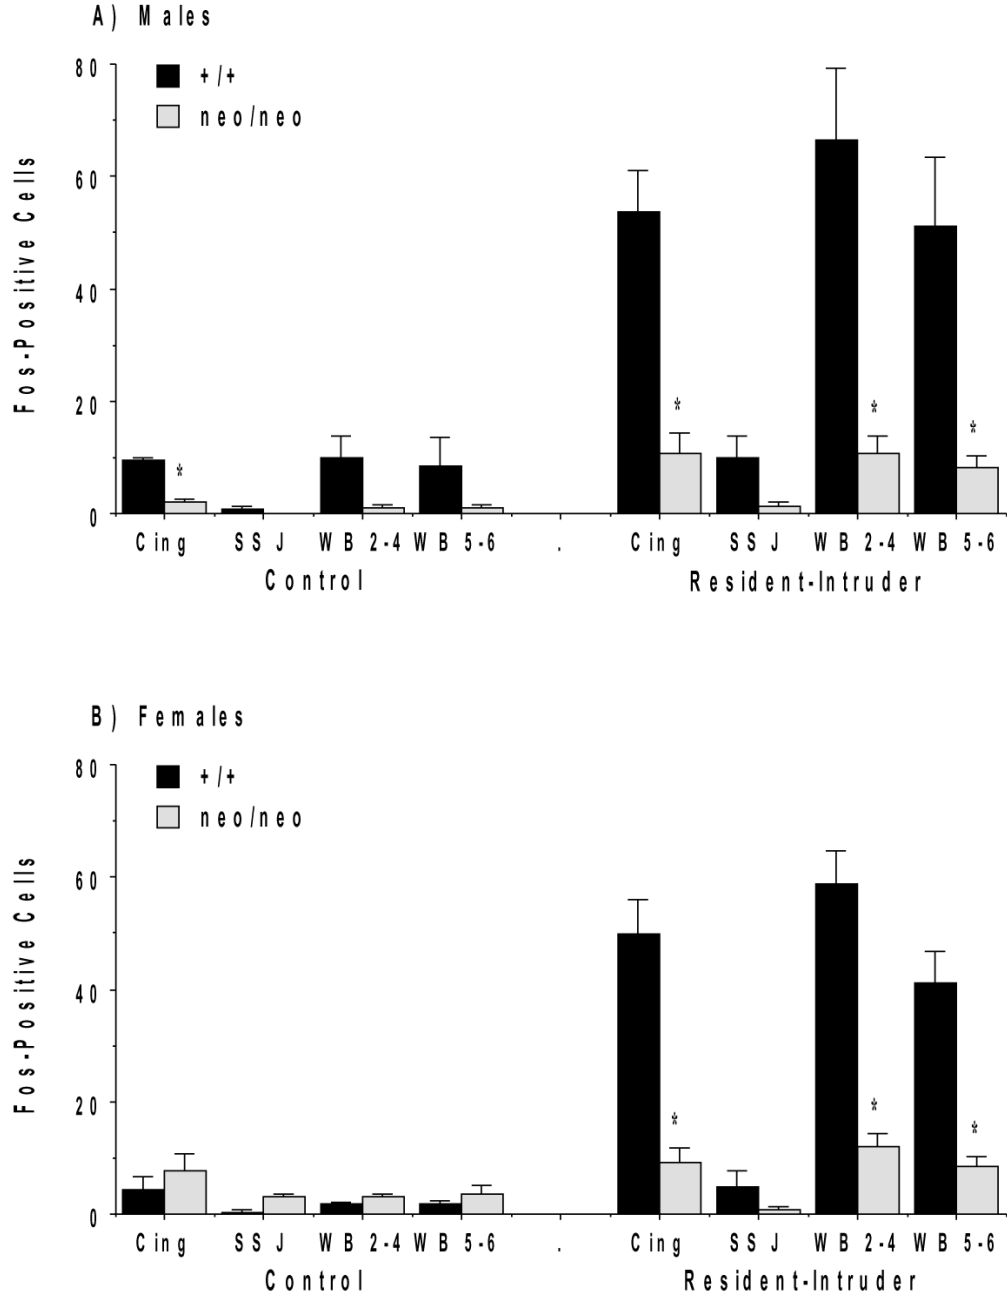 A) Males
80
+/+
neo/neo
60
40
20
0
Fos-Positive Cells
*
*
*
*
Cing SSJ WB 2-4 WB 5-6 . Cing SSJ WB 2-4 WB 5-6
Control Resident-Intruder
B) Females
80
+/+
neo/neo
60
40
20
0
Fos-Positive Cells
*
*
*
Cing SSJ WB 2-4 WB 5-6 . Cing SSJ WB 2-4 WB 5-6
Control Resident-Intruder